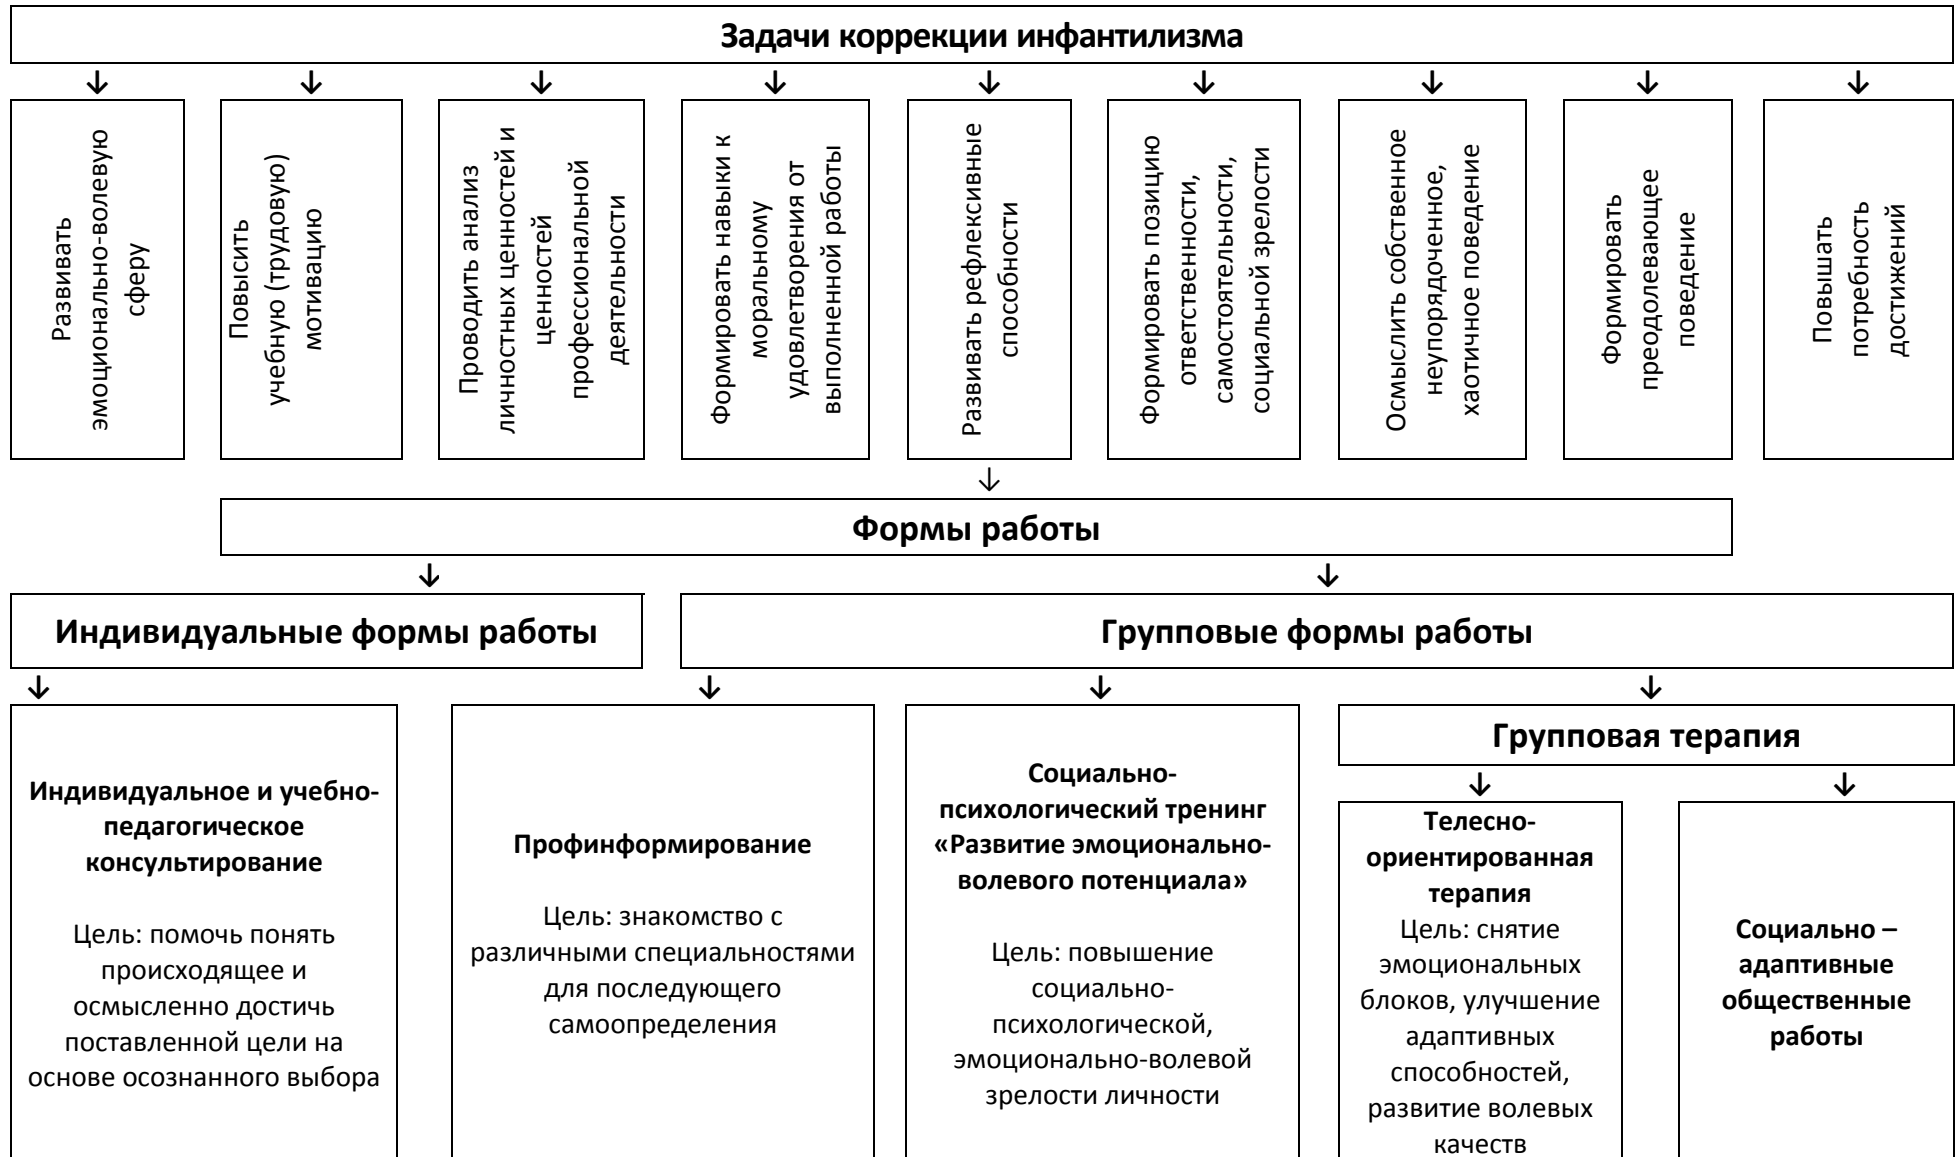 Задачи коррекции инфантилизма
Развивать
эмоционально-волевую
сферу
Повысить
учебную (трудовую)
мотивацию
Проводить анализ
личностных ценностей и
ценностей
профессиональной
деятельности
Формировать навыки к
моральному
удовлетворения от
выполненной работы
Развивать рефлексивные
способности
Формировать позицию
ответственности,
самостоятельности,
социальной зрелости
Осмыслить собственное
неупорядоченное,
хаотичное поведение
Формировать
преодолевающее
поведение
Повышать
потребность
достижений
Формы работы
Индивидуальные формы работы
Групповые формы работы
Индивидуальное и учебно-
педагогическое
консультирование
Цель: помочь понять
происходящее и
осмысленно достичь
поставленной цели на
основе осознанного выбора
Профинформирование
Цель: знакомство с
различными специальностями
для последующего
самоопределения
Социально-
психологический тренинг
«Развитие эмоционально-
волевого потенциала»
Цель: повышение
социально-
психологической,
эмоционально-волевой
зрелости личности
Групповая терапия
Телесно-
ориентированная
терапия
Цель: снятие
эмоциональных
блоков, улучшение
адаптивных
способностей,
развитие волевых
качеств
Социально –
адаптивные
общественные
работы